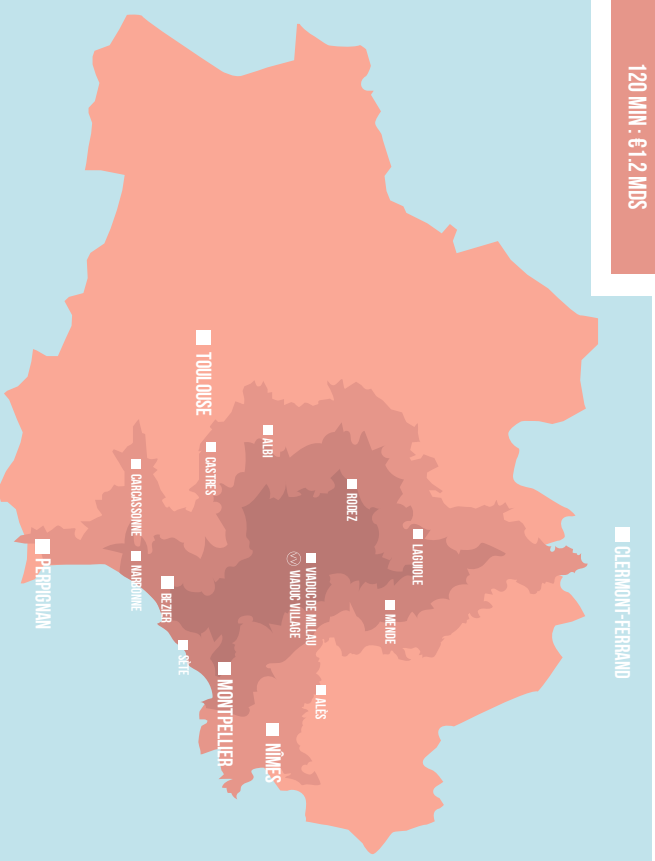 120 MIN : €1.2 MDS
CLERMONT-FERRAND
LAGUIOLE
MENDE
RODEZ
VIADUC DE MILLAU
VIADUC VILLAGE
ALÈS
ALBI
NÎMES
TOULOUSE
CASTRES
MONTPELLIER
SÈTE
BEZIER
CARCASSONNE
NARBONNE
PERPIGNAN